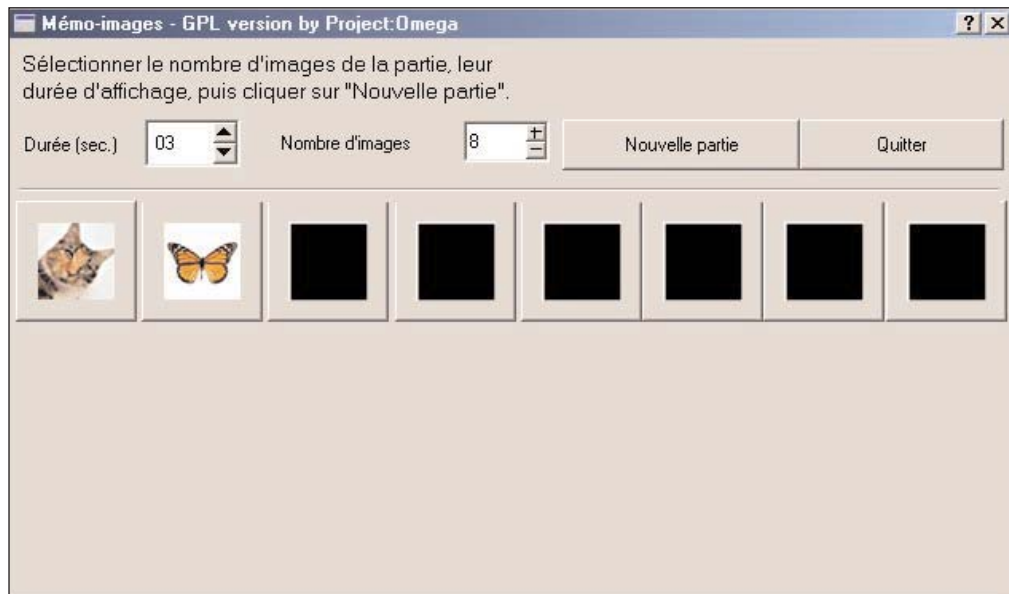 Mémo-images - GPL version by Project:Omega
?
Sélectionner le nombre d'images de la partie, leur
durée d'affichage, puis cliquer sur "Nouvelle partie".
Durée (sec.) 03 Nombre d'images 8 + - Nouvelle partie Quitter